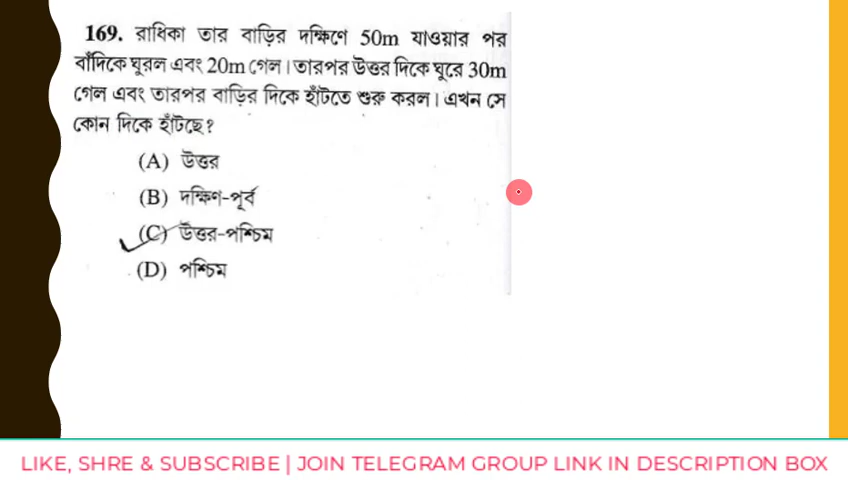 169. রাধিকা তার বাড়ির দক্ষিণে 50m যাওয়ার পর
বাঁদিকে ঘুরল এবং 20m গেল। তারপর উত্তর দিকে ঘুরে 30m
গেল এবং তারপর বাড়ির দিকে হাঁটতে শুরু করল। এখন সে
কোন দিকে হাঁটছে?
(A) উত্তর
(B) দক্ষিণ-পূর্ব
(C) উত্তর-পশ্চিম
(D) পশ্চিম
LIKE, SHRE & SUBSCRIBE | JOIN TELEGRAM GROUP LINK IN DESCRIPTION BOX